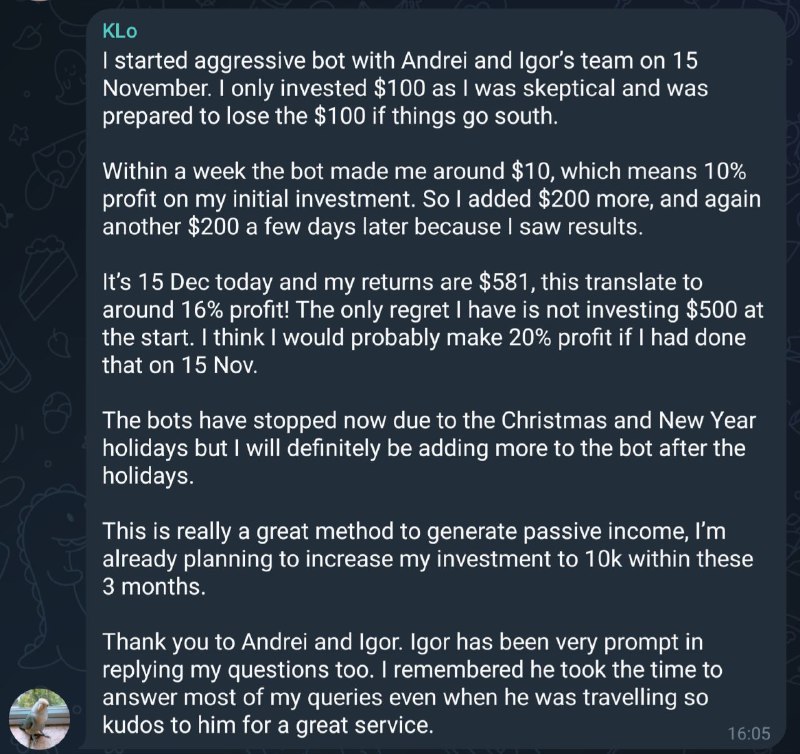 KLo
I started aggressive bot with Andrei and Igor's team on 15
November. I only invested $100 as I was skeptical and was
prepared to lose the $100 if things go south.
Within a week the bot made me around $10, which means 10%
profit on my initial investment. So I added $200 more, and again
another $200 a few days later because I saw results.
It's 15 Dec today and my returns are $581, this translate to
around 16% profit! The only regret I have is not investing $500 at
the start. I think I would probably make 20% profit if I had done
that on 15 Nov.
The bots have stopped now due to the Christmas and New Year
holidays but I will definitely be adding more to the bot after the
holidays.
This is really a great method to generate passive income, I'm
already planning to increase my investment to 10k within these
3 months.
Thank you to Andrei and Igor. Igor has been very prompt in
replying my questions too. I remembered he took the time to
answer most of my queries even when he was travelling so
kudos to him for a great service.
16:05